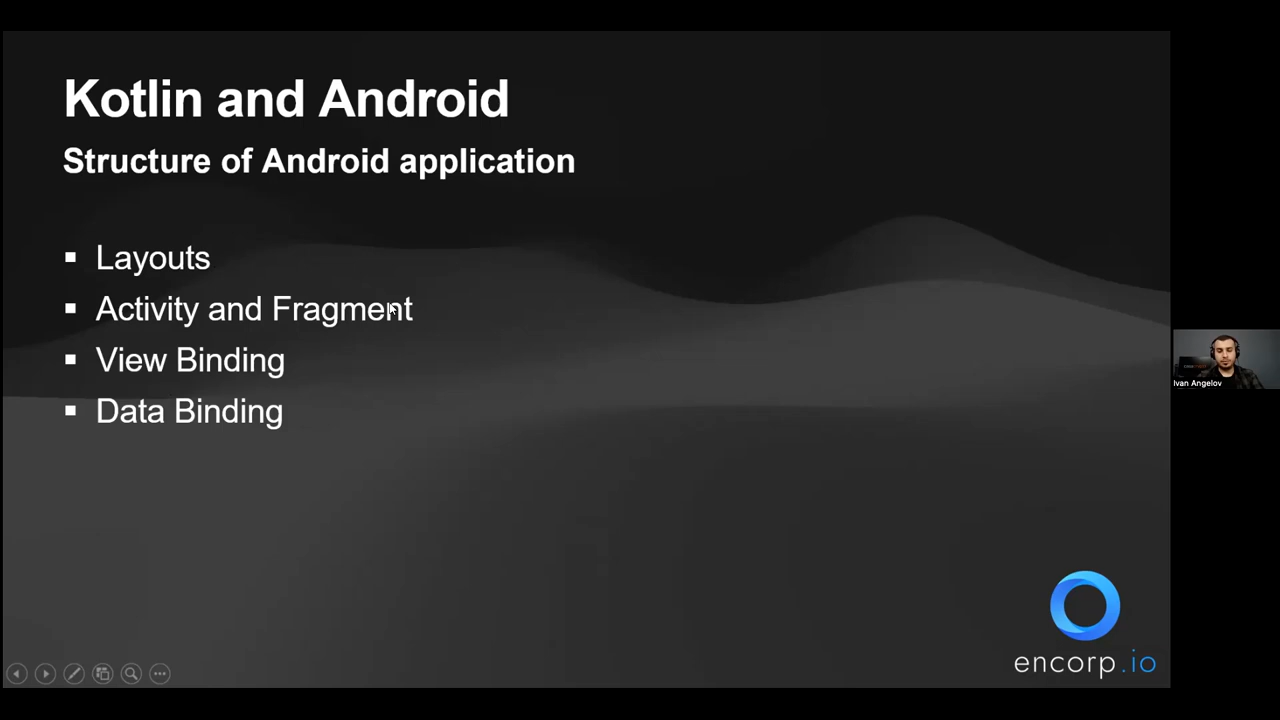 Kotlin and Android
Structure of Android application
▪ Layouts
▪ Activity and Fragment
▪ View Binding
▪ Data Binding
Ivan Angelov
encorp.io